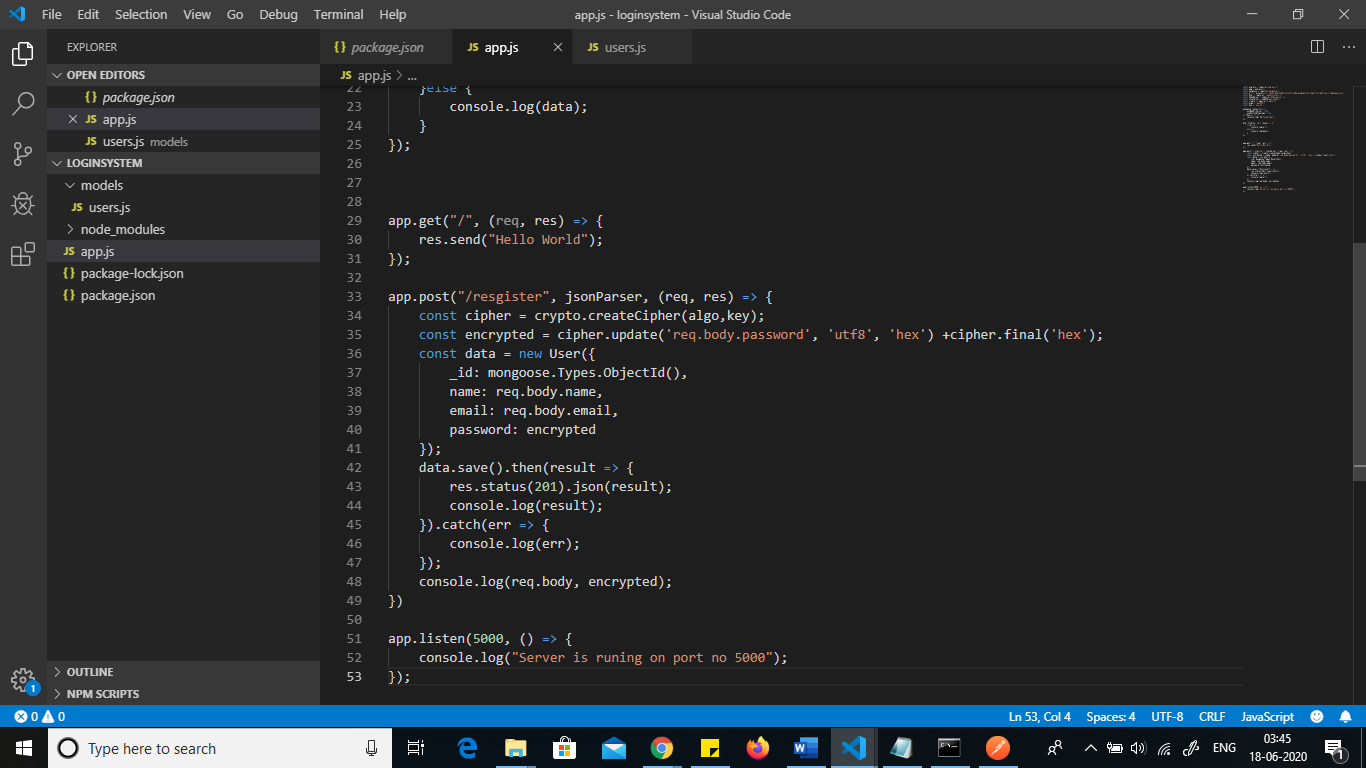 File Edit Selection View Go Debug Terminal Help
app.js - loginsystem - Visual Studio Code
EXPLORER
OPEN EDITORS
{} package.json
JS app.js
JS users.js models
LOGINSYSTEM
models
JS users.js
node_modules
JS app.js
{} package-lock.json
{} package.json
OUTLINE
NPM SCRIPTS
{} package.json
JS app.js
JS users.js
JS app.js > ...
22 }else {
23 console.log(data);
24 }
25 });
26
27
28
29 app.get("/", (req, res) => {
30 res.send("Hello World");
31 });
32
33 app.post("/resgister", jsonParser, (req, res) => {
34 const cipher = crypto.createCipher(algo,key);
35 const encrypted = cipher.update('req.body.password', 'utf8', 'hex') +cipher.final('hex');
36 const data = new User({
37 _id: mongoose.Types.ObjectId(),
38 name: req.body.name,
39 email: req.body.email,
40 password: encrypted
41 });
42 data.save().then(result => {
43 res.status(201).json(result);
44 console.log(result);
45 }).catch(err => {
46 console.log(err);
47 });
48 console.log(req.body, encrypted);
49 })
50
51 app.listen(5000, () => {
52 console.log("Server is runing on port no 5000");
53 });
1
0 0
Ln 53, Col 4 Spaces: 4 UTF-8 CRLF JavaScript
Type here to search
ENG
03:45
18-06-2020
1